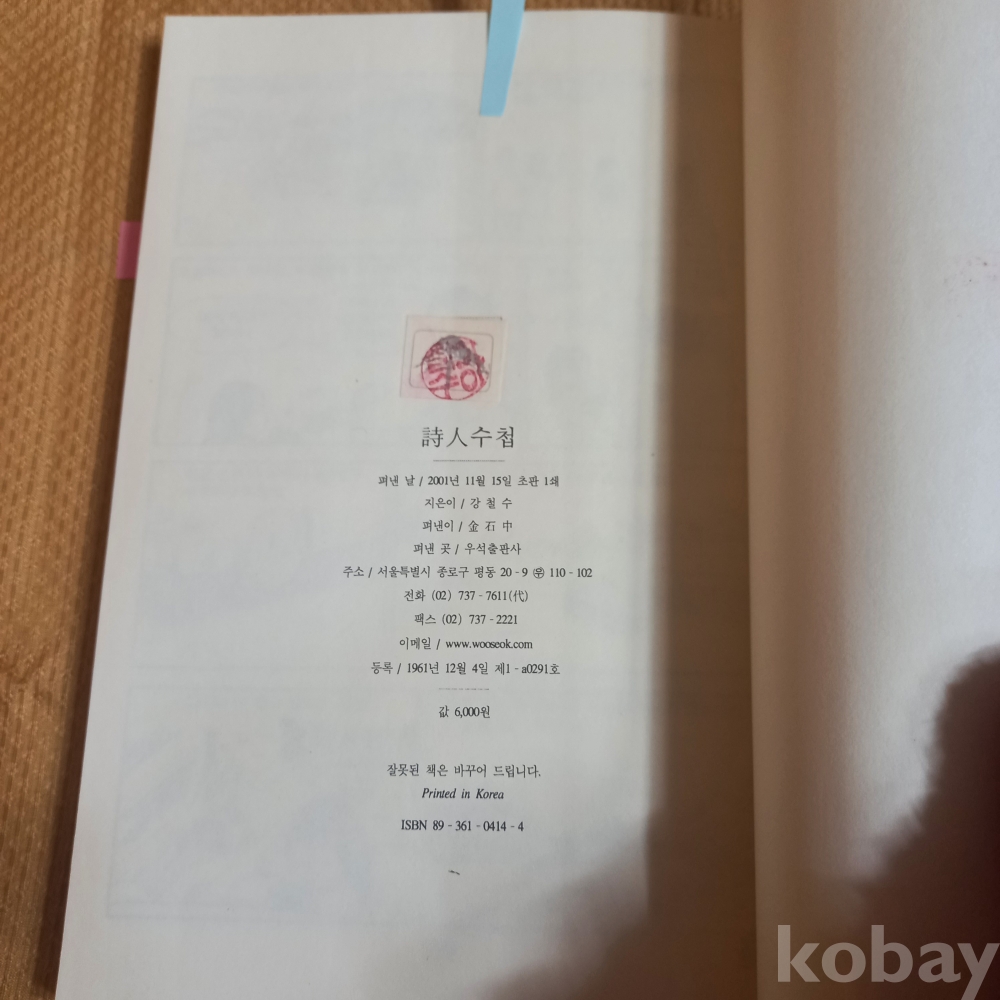 詩人수첩
펴낸 날 / 2001년 11월 15일 초판 1쇄
지은이 / 강 철 수
펴낸이 / 金 石 中
펴낸 곳 / 우석출판사
주소 / 서울특별시 종로구 평동 20 - 9 ㉾ 110 - 102
전화 (02) 737 - 7611(代)
팩스 (02) 737 - 2221
이메일 / www.wooseok.com
등록 / 1961년 12월 4일 제1 - a0291호
값 6,000원
잘못된 책은 바꾸어 드립니다.
Printed in Korea
ISBN 89 - 361 - 0414 - 4
kobay